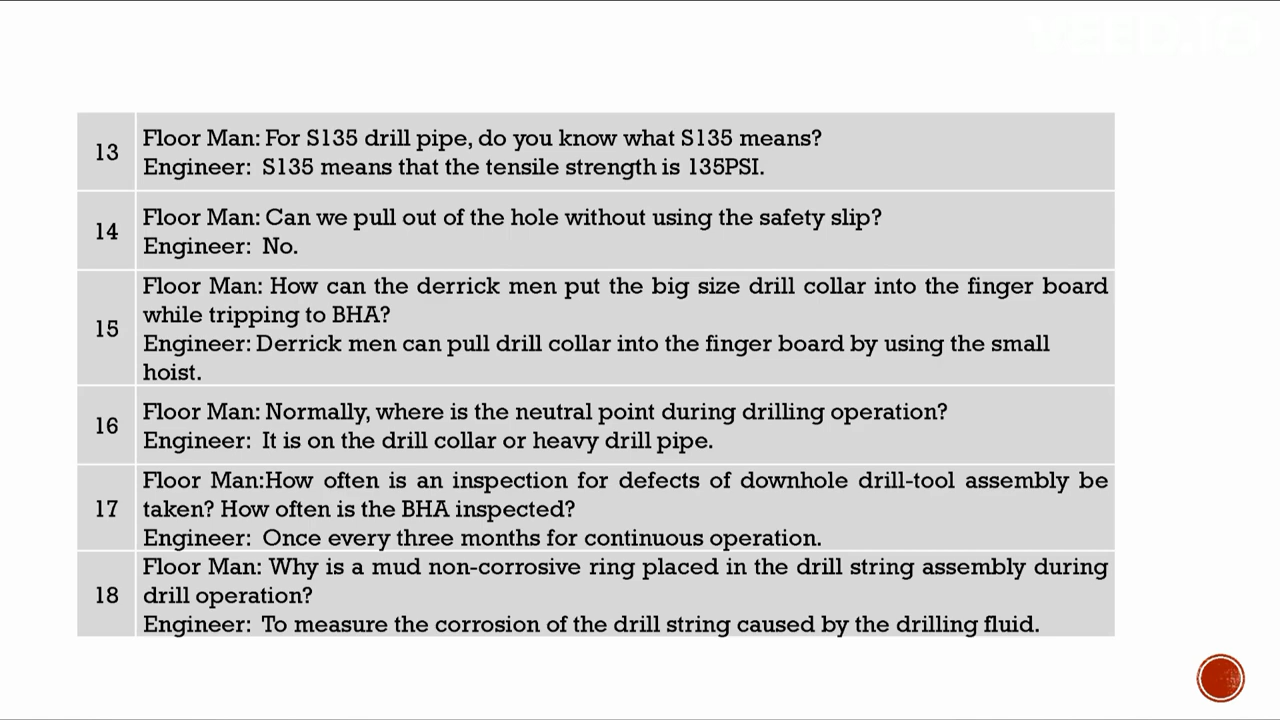 VEED.IO
13
Floor Man: For S135 drill pipe, do you know what S135 means?
Engineer: S135 means that the tensile strength is 135PSI.
14
Floor Man: Can we pull out of the hole without using the safety slip?
Engineer: No.
15
Floor Man: How can the derrick men put the big size drill collar into the finger board
while tripping to BHA?
Engineer: Derrick men can pull drill collar into the finger board by using the small
hoist.
16
Floor Man: Normally, where is the neutral point during drilling operation?
Engineer: It is on the drill collar or heavy drill pipe.
17
Floor Man:How often is an inspection for defects of downhole drill-tool assembly be
taken? How often is the BHA inspected?
Engineer: Once every three months for continuous operation.
18
Floor Man: Why is a mud non-corrosive ring placed in the drill string assembly during
drill operation?
Engineer: To measure the corrosion of the drill string caused by the drilling fluid.